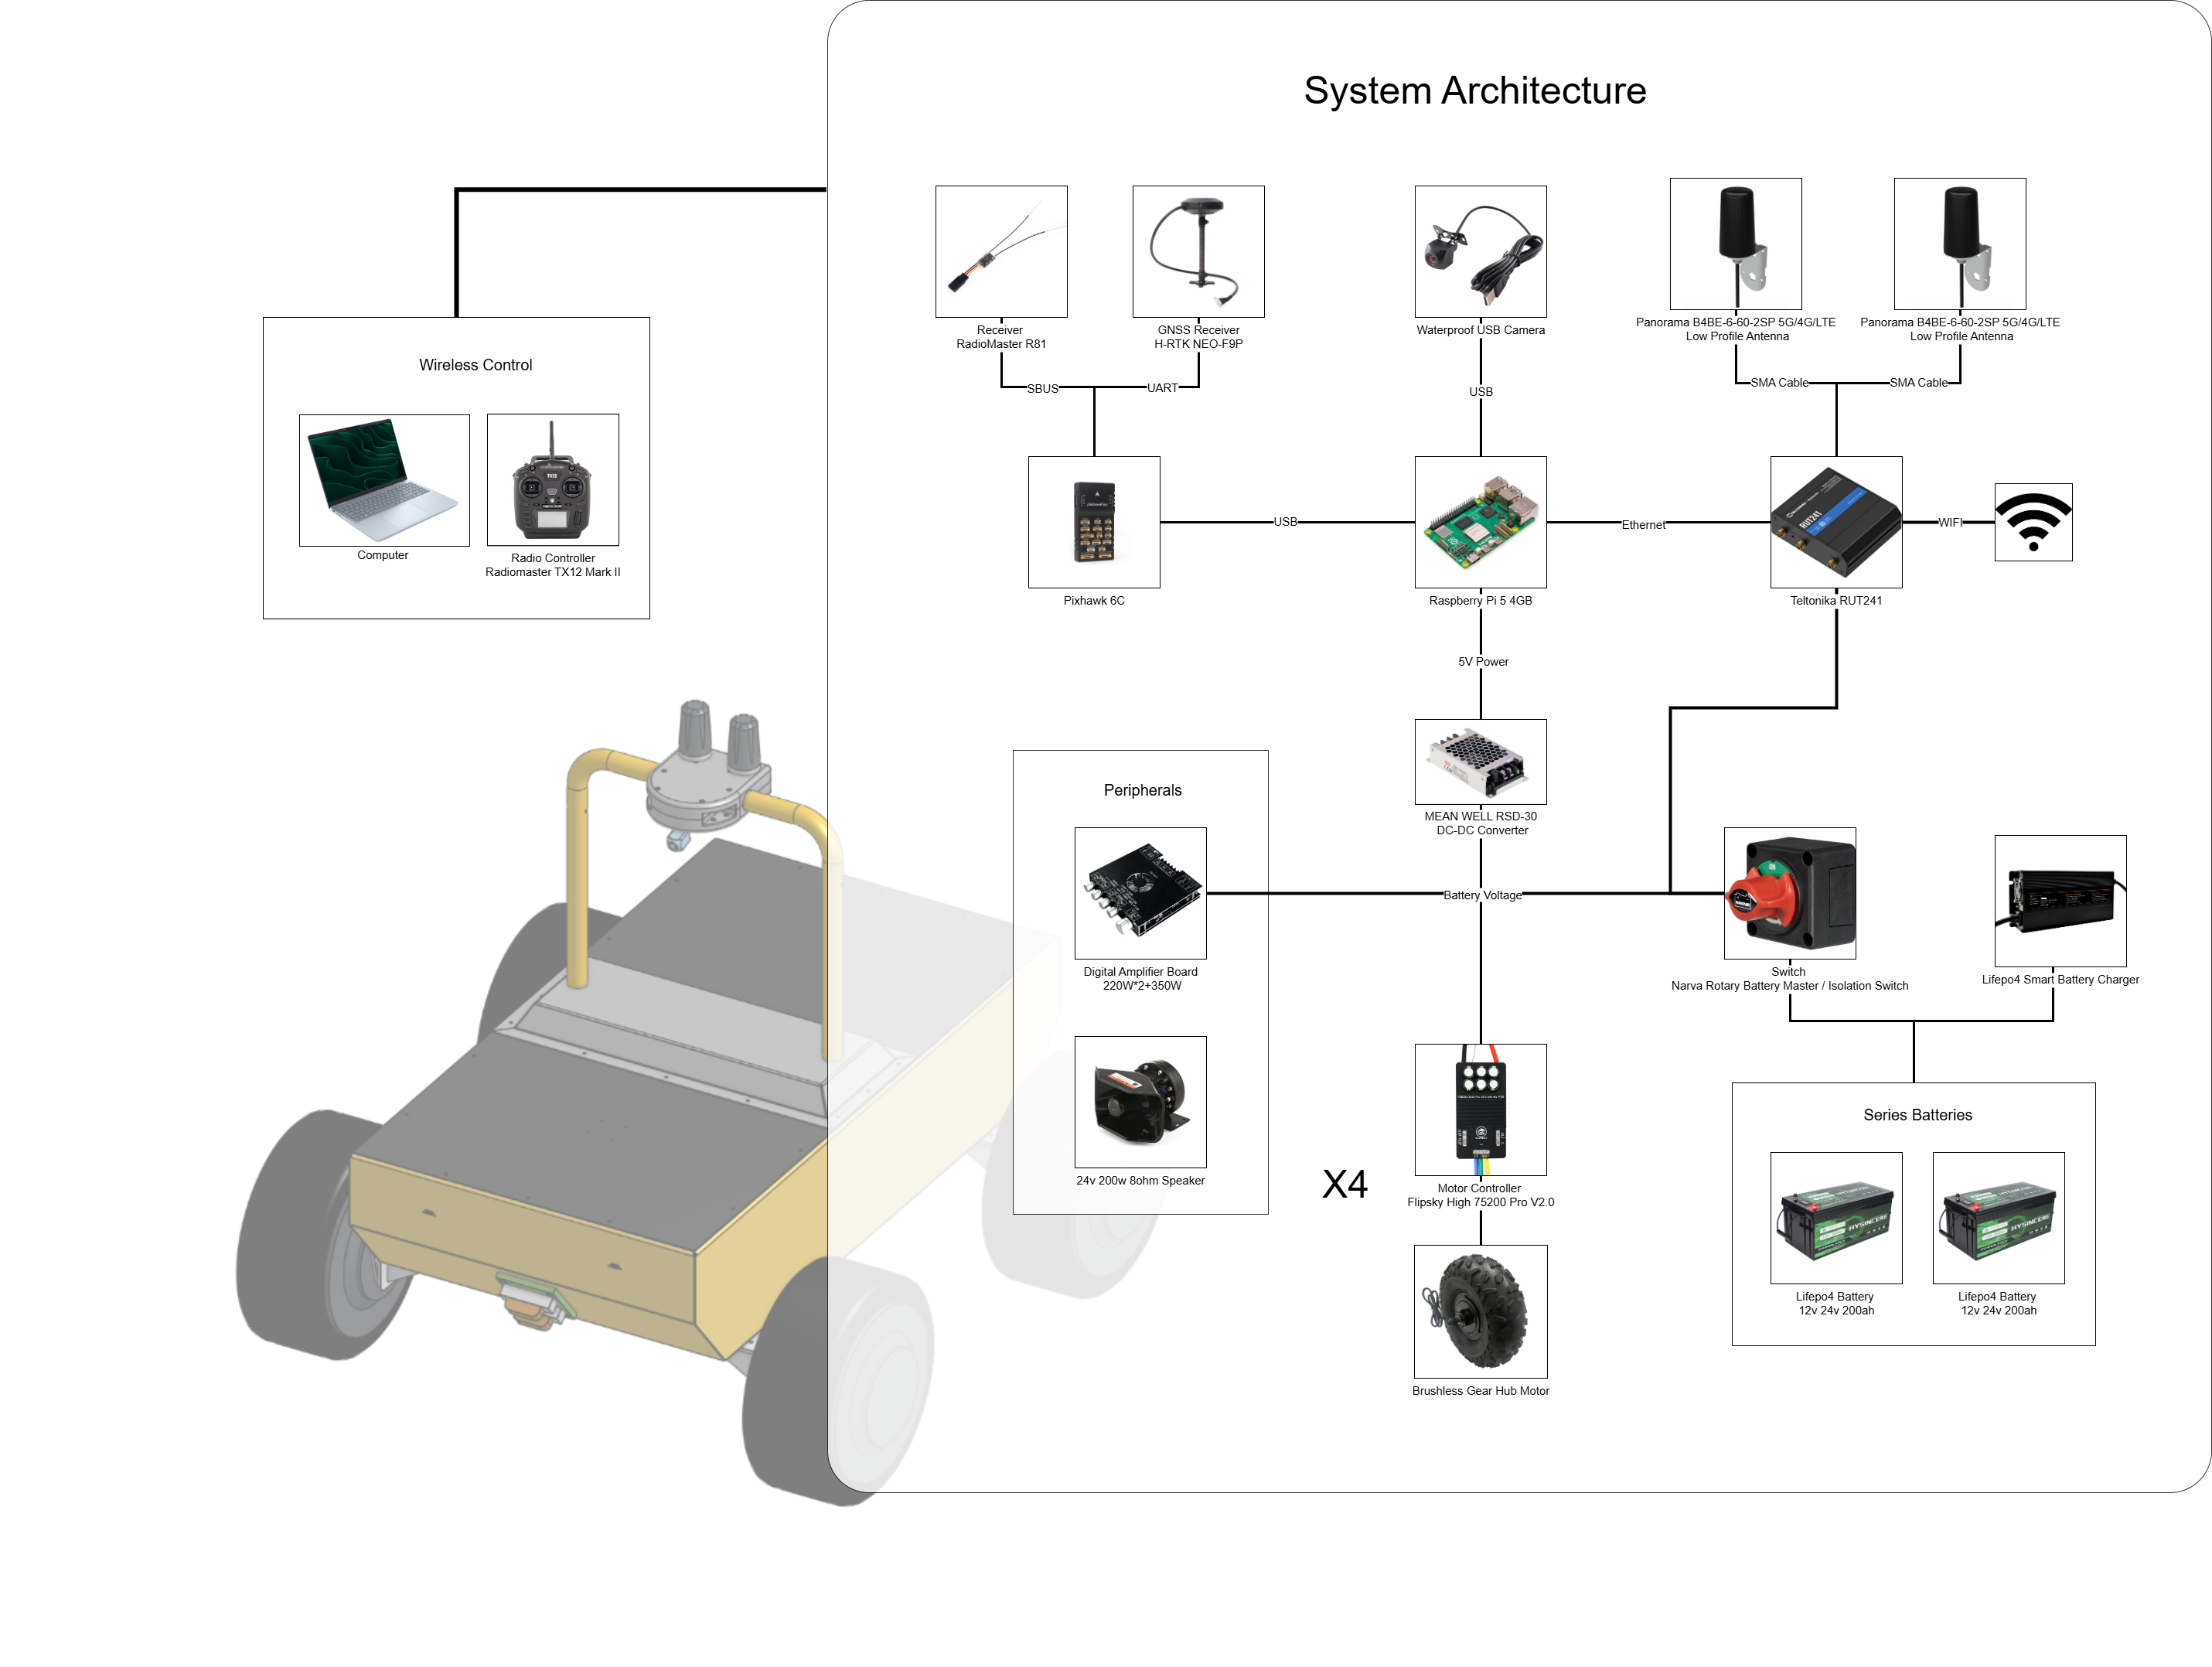 System Architecture
Receiver
RadioMaster R81
GNSS Receiver
H-RTK NEO-F9P
Waterproof USB Camera
Panorama B4BE-6-60-2SP 5G/4G/LTE
Low Profile Antenna
Panorama B4BE-6-60-2SP 5G/4G/LTE
Low Profile Antenna
SBUS
UART
USB
SMA Cable
SMA Cable
Wireless Control
Computer
Radio Controller
Radiomaster TX12 Mark II
TX12
USB
Ethernet
RUT241
WIFI
Pixhawk 6C
Raspberry Pi 5 4GB
Teltonika RUT241
5V Power
MEAN WELL RSD-30
DC-DC Converter
Peripherals
Battery Voltage
Digital Amplifier Board
220W*2+350W
Switch
Narva Rotary Battery Master / Isolation Switch
Lifepo4 Smart Battery Charger
24v 200w 8ohm Speaker
X4
Motor Controller
Flipsky High 75200 Pro V2.0
Brushless Gear Hub Motor
Series Batteries
HYSINCERE
HYSINCERE
Lifepo4 Battery
12v 24v 200ah
Lifepo4 Battery
12v 24v 200ah